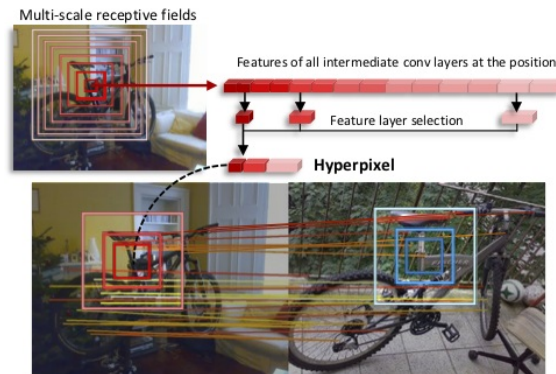 Multi-scale receptive fields
Features of all intermediate conv layers at the position
Feature layer selection
Hyperpixel